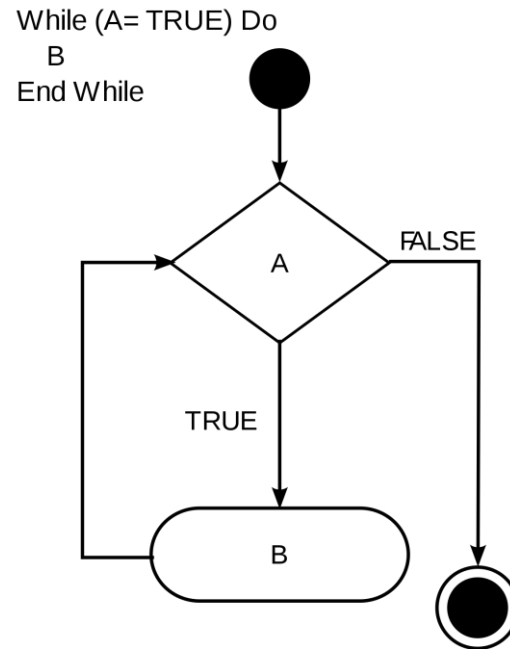 While (A= TRUE) Do
B
End While
A
FALSE
TRUE
B